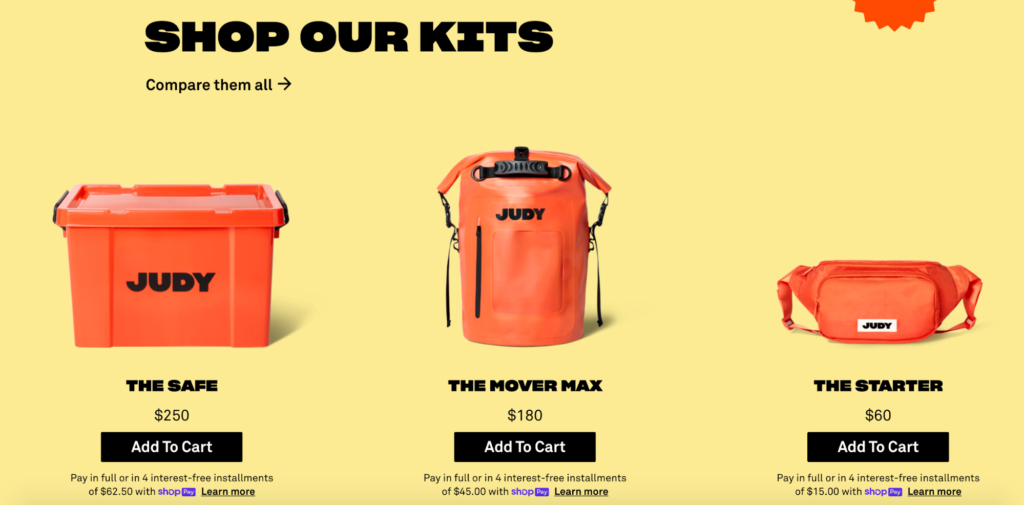 SHOP OUR KITS
Compare them all →
JUDY
JUDY
JUDY
THE SAFE
$250
Add To Cart
Pay in full or in 4 interest-free installments
of $62.50 with shop Pay Learn more
THE MOVER MAX
$180
Add To Cart
Pay in full or in 4 interest-free installments
of $45.00 with shop Pay Learn more
THE STARTER
$60
Add To Cart
Pay in full or in 4 interest-free installments
of $15.00 with shop Pay Learn more